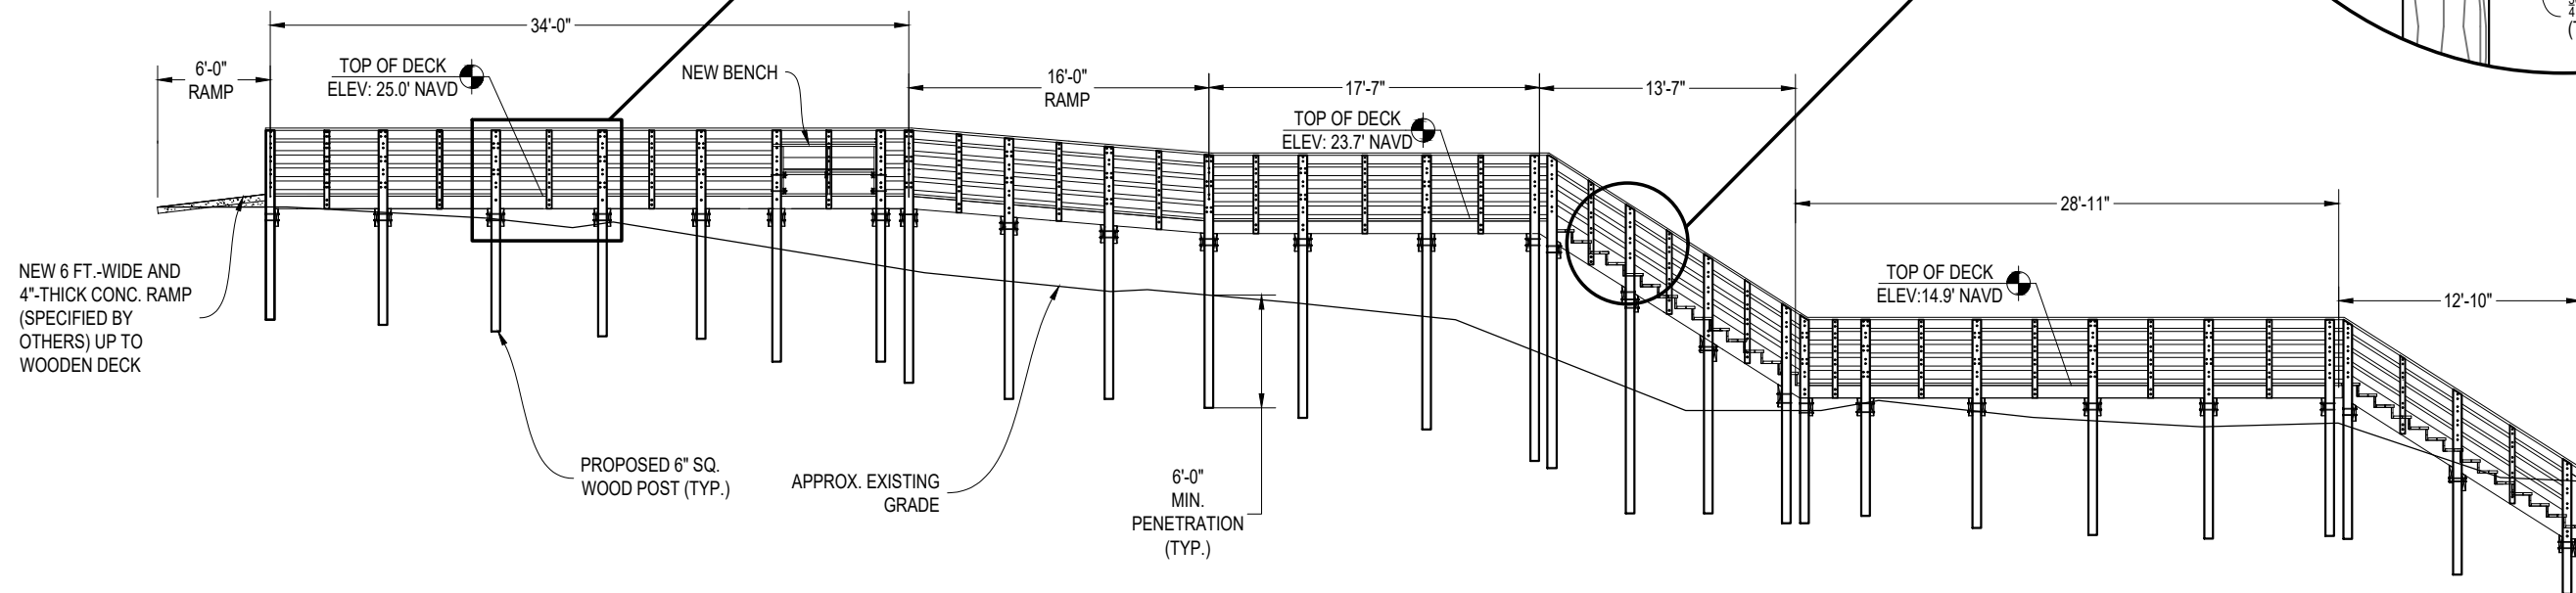 34'-0"
6'-0"
RAMP
TOP OF DECK
ELEV: 25.0' NAVD
NEW BENCH
16'-0"
RAMP
17'-7"
13'-7"
TOP OF DECK
ELEV: 23.7' NAVD
28'-11"
TOP OF DECK
ELEV:14.9' NAVD
12'-10"
NEW 6 FT.-WIDE AND
4"-THICK CONC. RAMP
(SPECIFIED BY
OTHERS) UP TO
WOODEN DECK
PROPOSED 6" SQ.
WOOD POST (TYP.)
APPROX. EXISTING
GRADE
6'-0"
MIN.
PENETRATION
(TYP.)